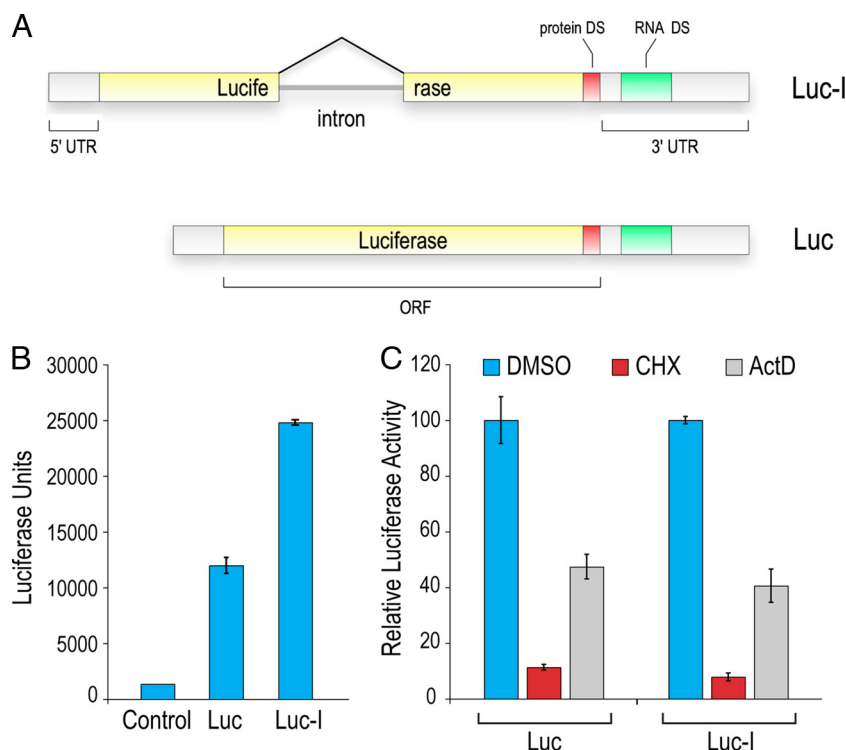 A
protein DS
RNA DS
Lucife
rase
Luc-I
intron
5' UTR
3' UTR
Luciferase
Luc
ORF
B
Luciferase Units
30000
25000
20000
15000
10000
5000
0
Control Luc Luc-I
C
Relative Luciferase Activity
120
100
80
60
40
20
0
DMSO CHX ActD
Luc Luc-I